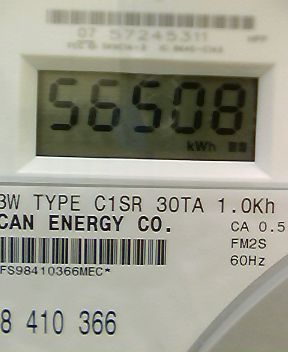 07 57245311
56508
kWh
3W TYPE C1SR 30TA 1.0Kh
CAN ENERGY CO.
CA 0.5
FM2S
60Hz
FS98410366MEC*
8 410 366